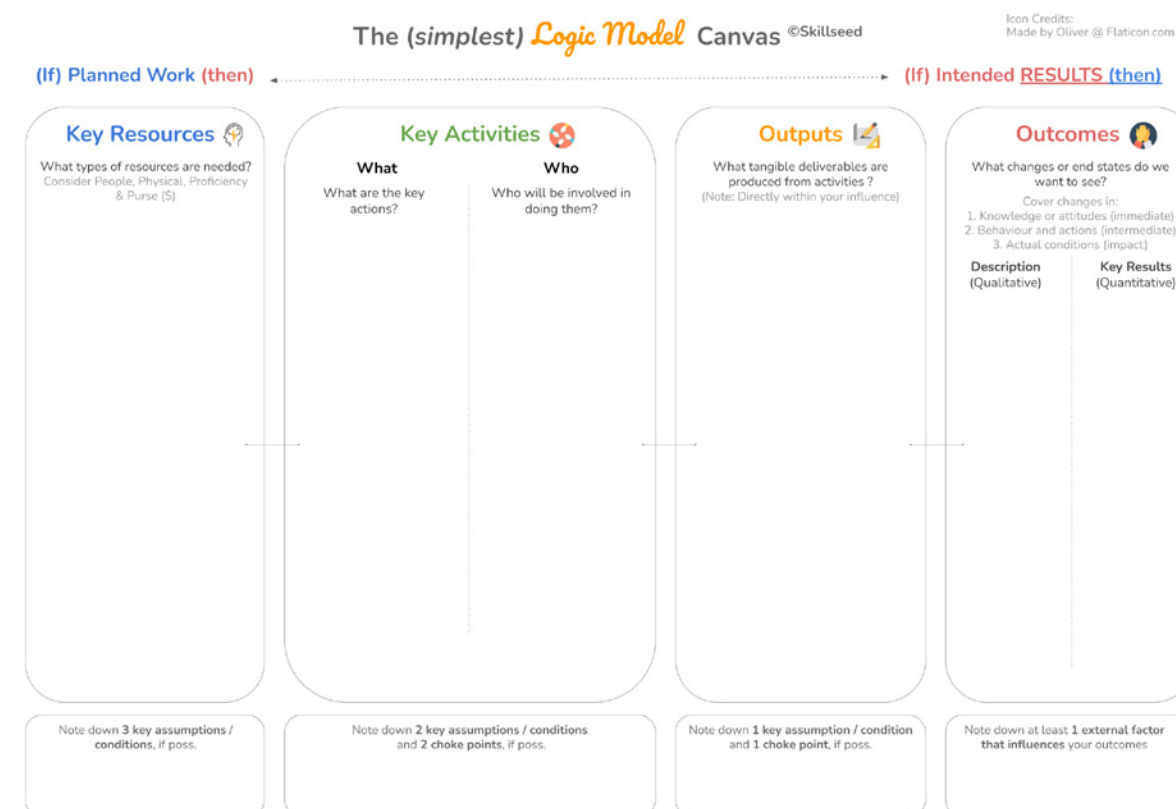 The (simplest) Logic Model Canvas ©Skillseed
Icon Credits:
Made by Oliver @ Flaticon.com
(If) Planned Work (then)
(If) Intended RESULTS (then)
Key Resources
What types of resources are needed?
Consider People, Physical, Proficiency
& Purse ($)
Key Activities
What
What are the key
actions?
Who
Who will be involved in
doing them?
Outputs
What tangible deliverables are
produced from activities ?
(Note: Directly within your influence)
Outcomes
What changes or end states do we
want to see?
Cover changes in:
1. Knowledge or attitudes (immediate)
2. Behaviour and actions (intermediate)
3. Actual conditions (impact)
Description
(Qualitative)
Key Results
(Quantitative)
Note down 3 key assumptions /
conditions, if poss.
Note down 2 key assumptions / conditions
and 2 choke points, if poss.
Note down 1 key assumption / condition
and 1 choke point, if poss.
Note down at least 1 external factor
that influences your outcomes